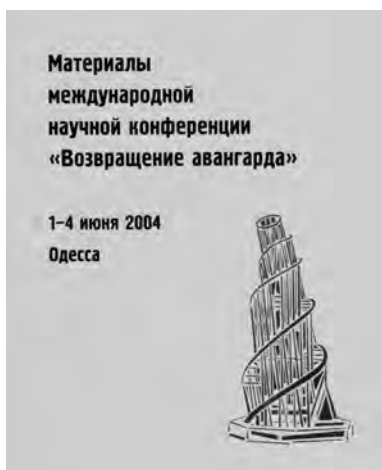 Материалы
международной
научной конференции
«Возвращение авангарда»
1–4 июня 2004
Одесса